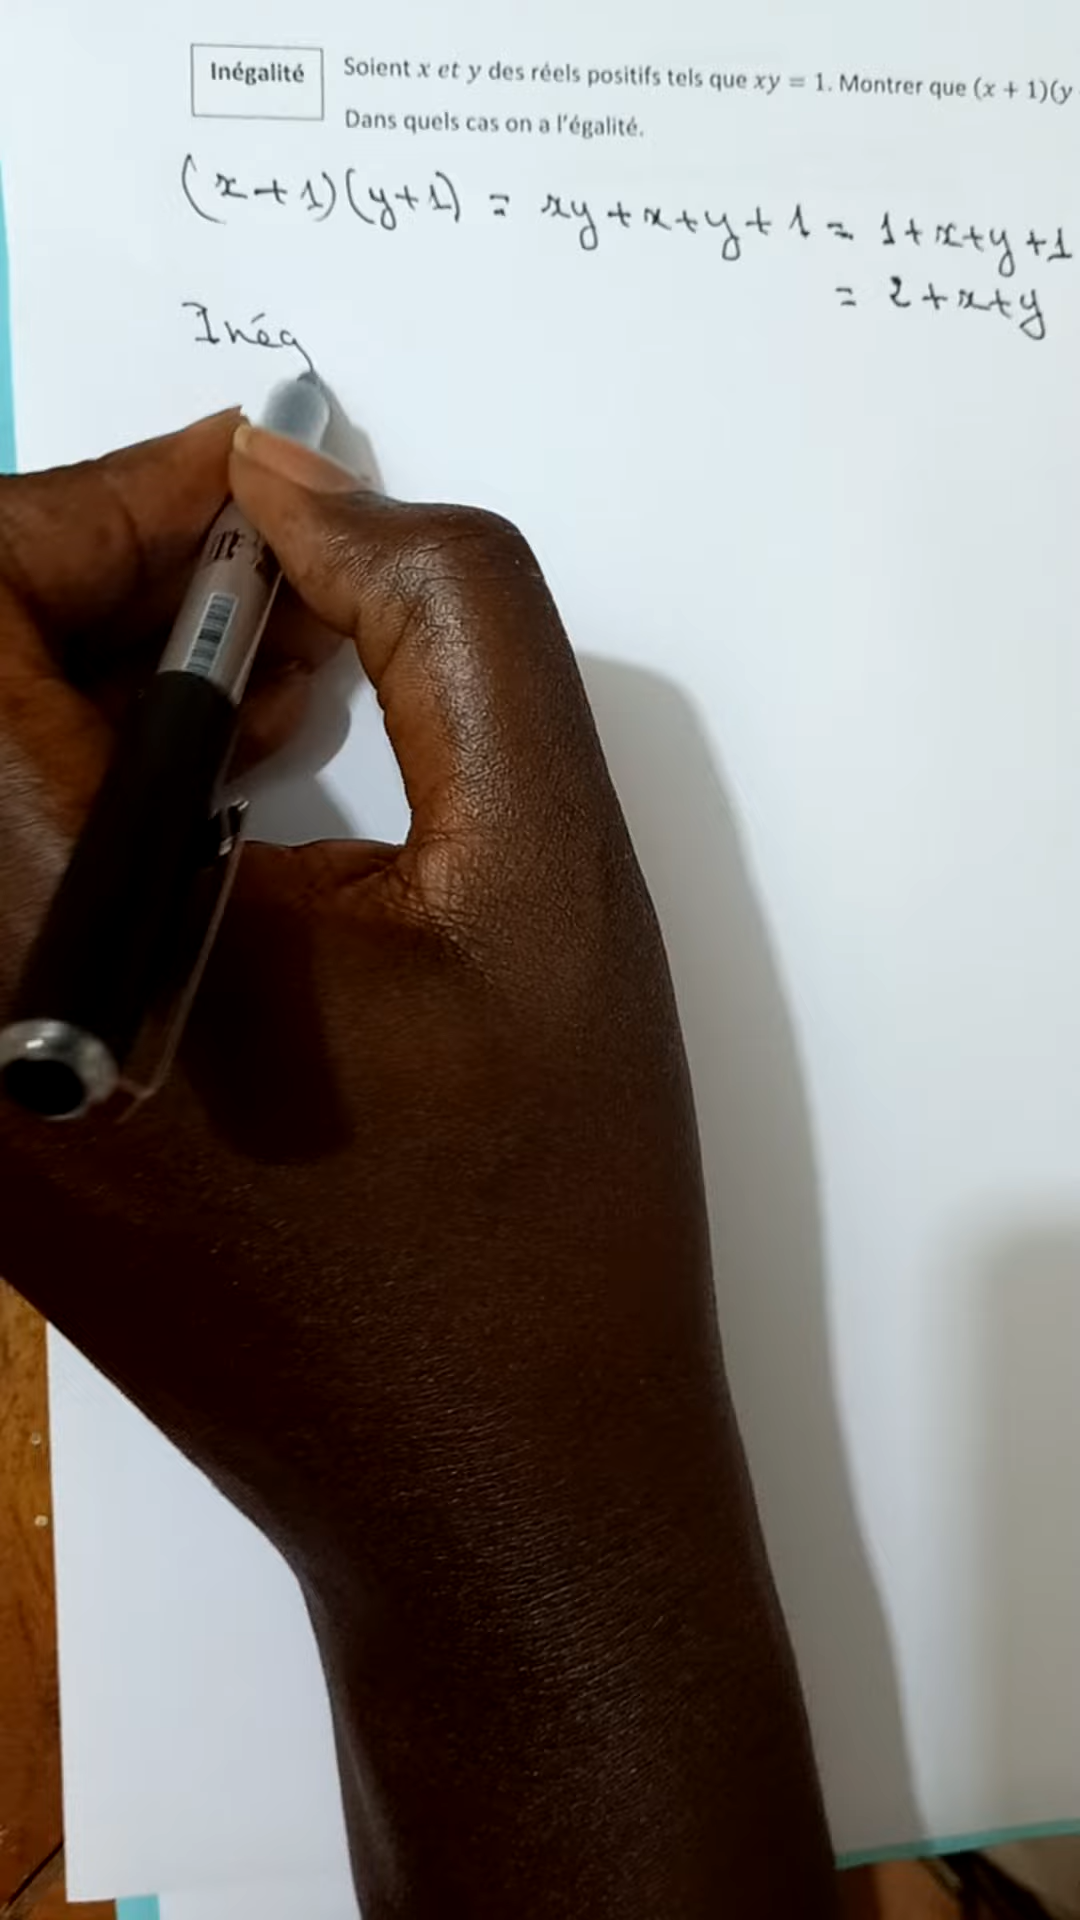 Inégalité
Soient x et y des réels positifs tels que xy = 1. Montrer que (x + 1)(y
Dans quels cas on a l'égalité.
(x+1)(y+1) = xy+x+y+1 = 1+x+y+1
= 2+x+y
Inég